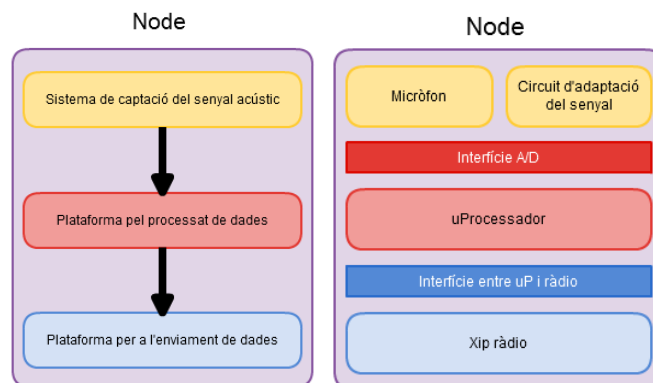 Node
Sistema de captació del senyal acústic
Plataforma pel processat de dades
Plataforma per a l'enviament de dades
Node
Micròfon
Circuit d'adaptació
del senyal
Interfície A/D
uProcessador
Interfície entre uP i ràdio
Xip ràdio